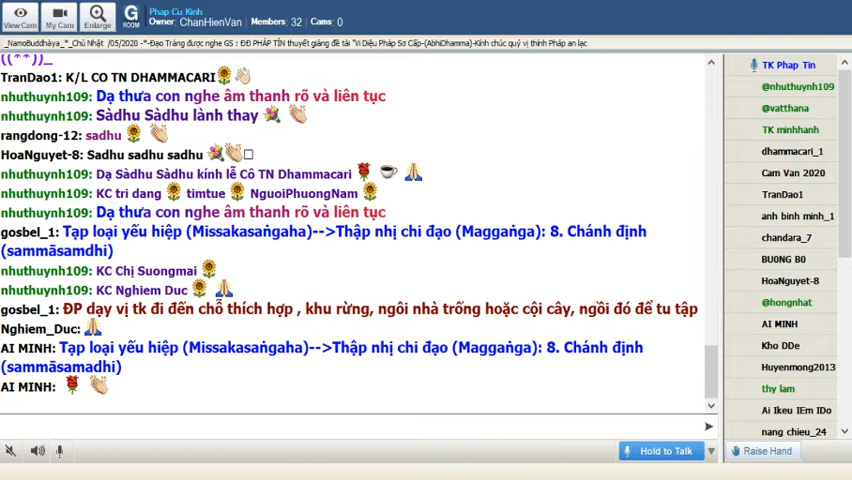 View Cam
My Cam
Enlarge
G
ROOM
Phap Cu Kinh
Owner: ChanHienVan Members: 32 Cams: 0
_NamoBuddhàya_*_Chủ Nhật /05/2020 -*-Đạo Tràng được nghe GS : ĐĐ PHÁP TÍN thuyết giảng đề tài "Vi Diệu Pháp Sơ Cấp-(AbhiDhamma)-Kính chúc quý vị thính Pháp an lạc
((**))_
TranDao1: K/L CO TN DHAMMACARI
nhuthuynh109: Dạ thưa con nghe âm thanh rõ và liên tục
nhuthuynh109: Sàdhu Sàdhu lành thay
rangdong-12: sadhu
HoaNguyet-8: Sadhu sadhu sadhu
nhuthuynh109: Dạ Sàdhu Sàdhu kính lễ Cô TN Dhammacari
nhuthuynh109: KC tri dang timtue NguoiPhuongNam
nhuthuynh109: Dạ thưa con nghe âm thanh rõ và liên tục
gosbel_1: Tạp loại yếu hiệp (Missakasaṅgaha)-->Thập nhị chi đạo (Maggaṅga): 8. Chánh định
(sammāsamdhi)
nhuthuynh109: KC Chị Suongmai
nhuthuynh109: KC Nghiem Duc
gosbel_1: ĐP dạy vị tk đi đến chỗ thích hợp , khu rừng, ngôi nhà trống hoặc cội cây, ngồi đó để tu tập
Nghiem_Duc:
AI MINH: Tạp loại yếu hiệp (Missakasaṅgaha)-->Thập nhị chi đạo (Maggaṅga): 8. Chánh định
(sammāsamadhi)
AI MINH:
Hold to Talk
TK Phap Tin
@nhuthuynh109
@vatthana
TK minhhanh
dhammacari_1
Cam Van 2020
TranDao1
anh binh minh_1
chandara_7
BU0NG B0
HoaNguyet-8
@hongnhat
AI MINH
Kho DDe
Huyenmong2013
thy lam
Ai Ikeu IEm IDo
nang chieu_24
Raise Hand